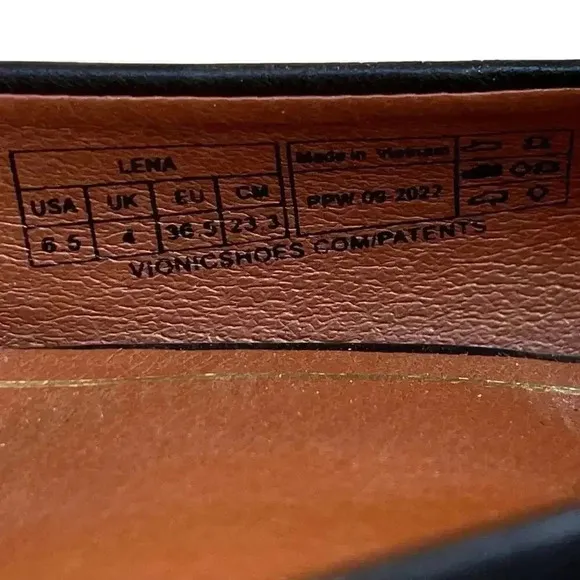 LENA
USA UK EU CM
6.5 4 36.5 23.3
Made in Vietnam
PPW 09-2022
VIONICSHOES.COM/PATENTS